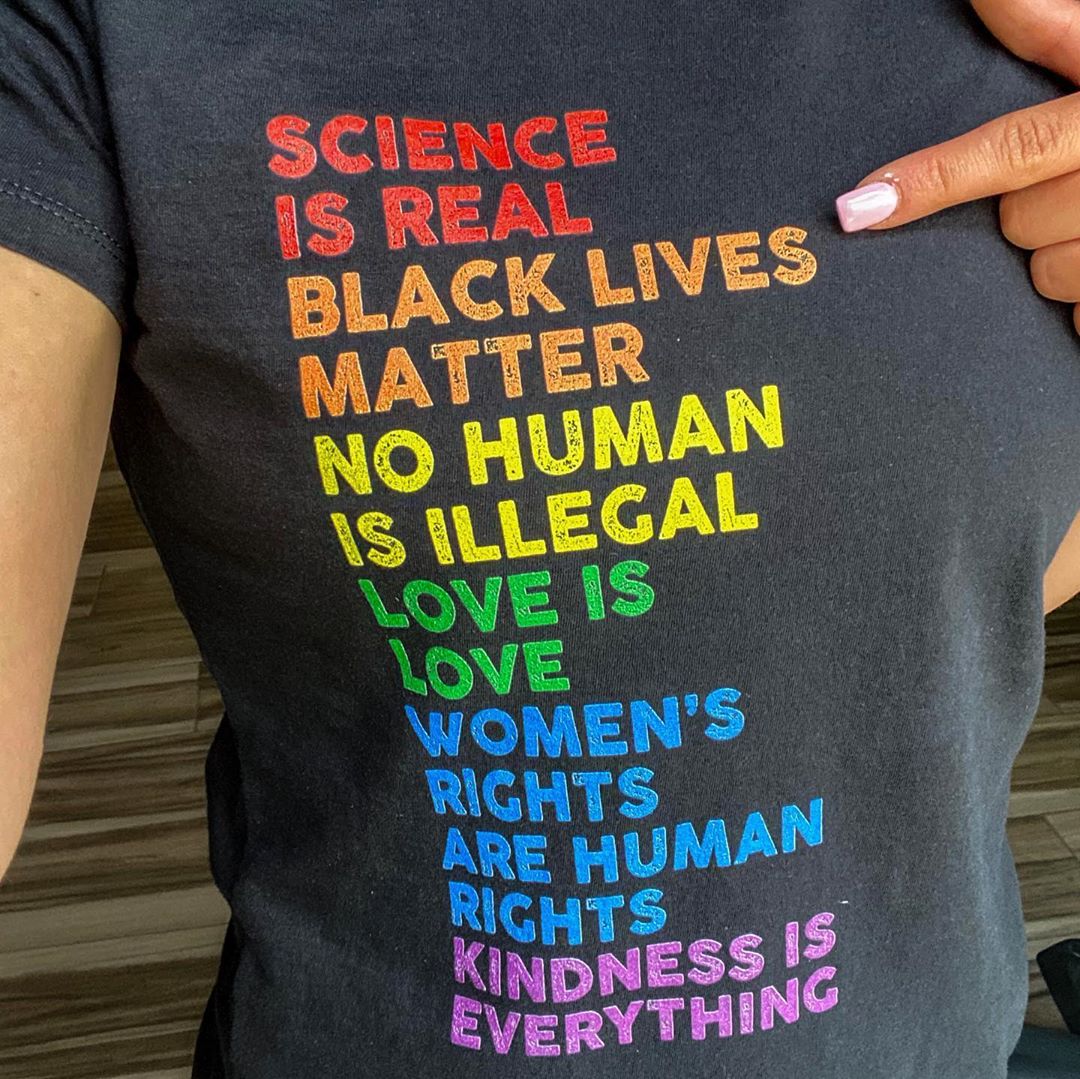 SCIENCE
IS REAL
BLACK LIVES
MATTER
NO HUMAN
IS ILLEGAL
LOVE IS
LOVE
WOMEN'S
RIGHTS
ARE HUMAN
RIGHTS
KINDNESS IS
EVERYTHING